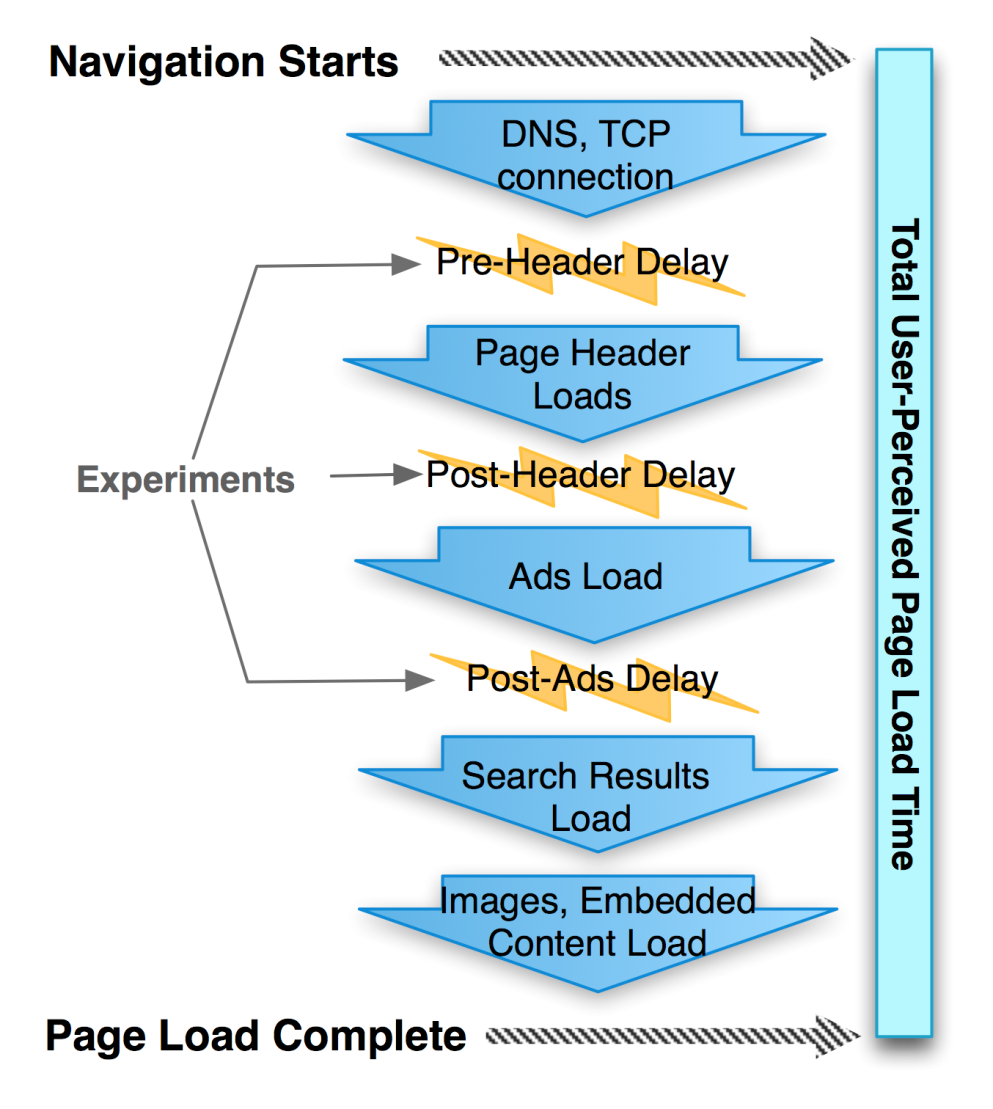 Navigation Starts
DNS, TCP
connection
Pre-Header Delay
Page Header
Loads
Experiments
Post-Header Delay
Ads Load
Post-Ads Delay
Search Results
Load
Images, Embedded
Content Load
Page Load Complete
Total User-Perceived Page Load Time